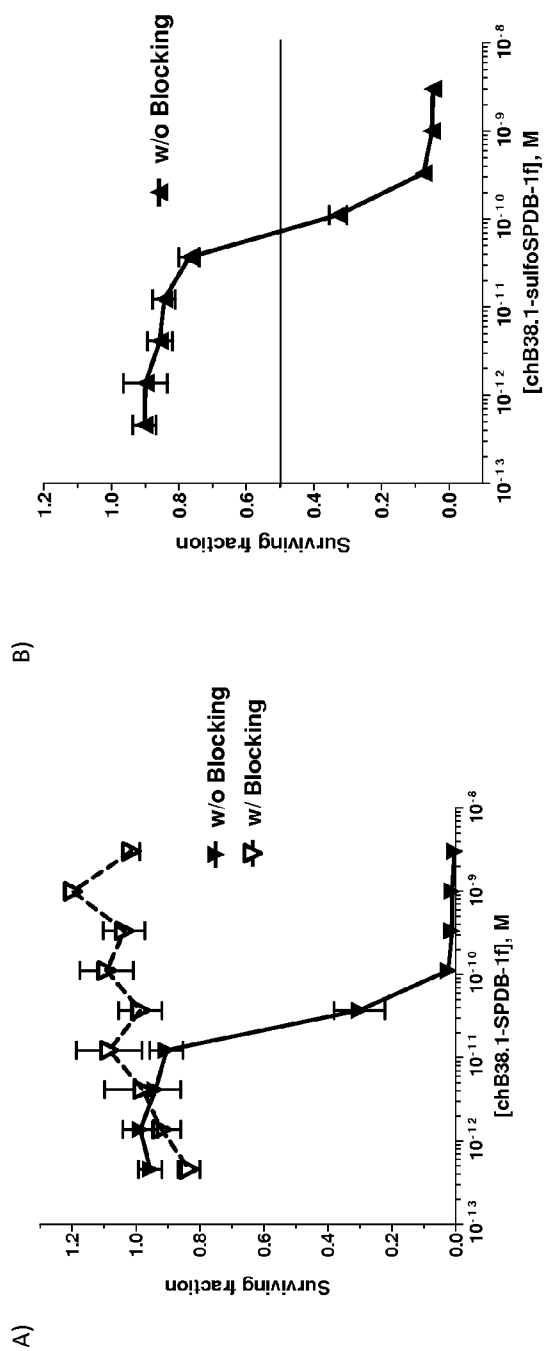 A)
Surviving fraction
1.2
1.0
0.8
0.6
0.4
0.2
0.0
10-13
10-12
10-11
10-10
10-9
10-8
[chB38.1-SPDB-1f], M
w/o Blocking
w/ Blocking
B)
Surviving fraction
1.2
1.0
0.8
0.6
0.4
0.2
0.0
10-13
10-12
10-11
10-10
10-9
10-8
[chB38.1-sulfoSPDB-1f], M
w/o Blocking